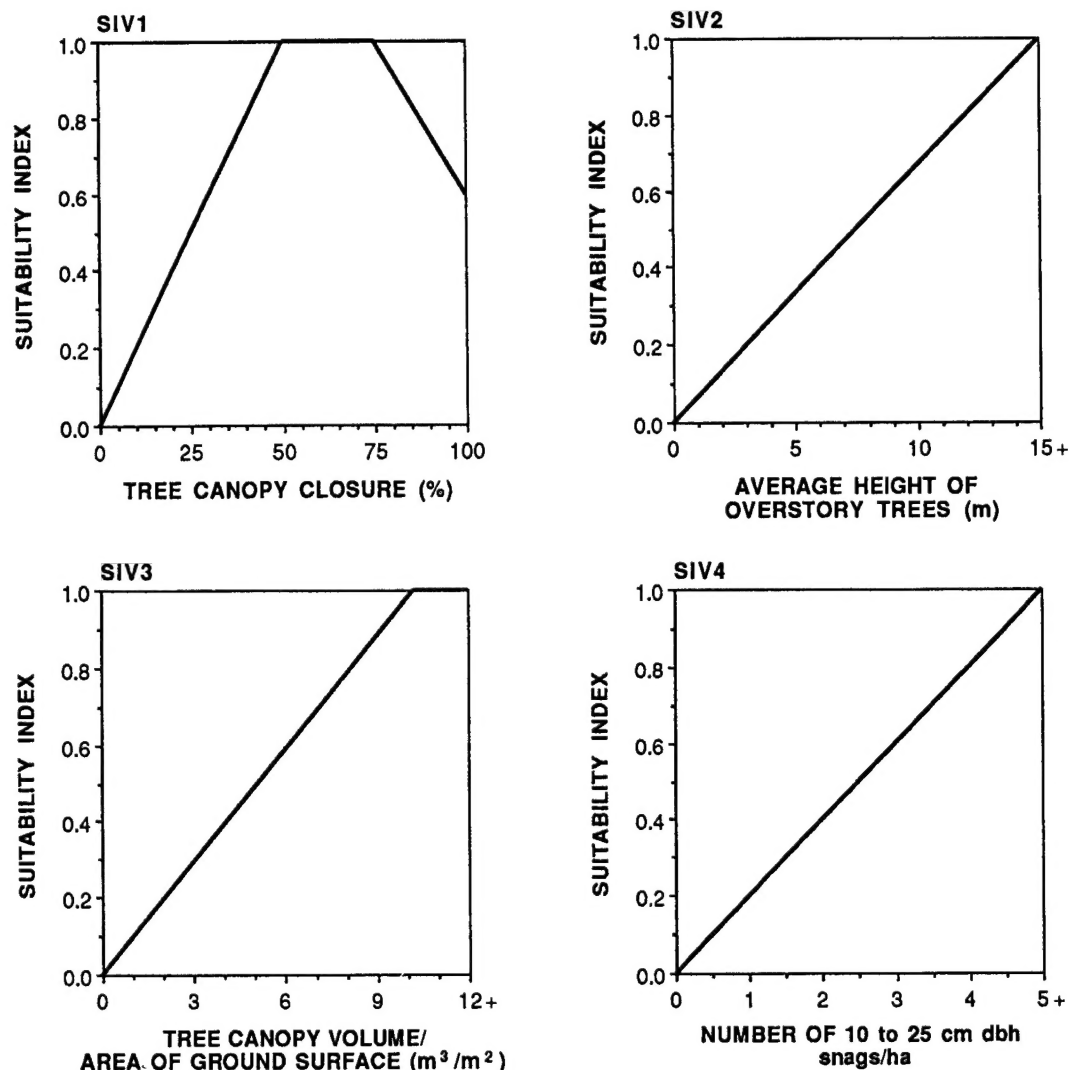 SIV1
1.0
0.8
0.6
0.4
0.2
0.0
SUITABILITY INDEX
0 25 50 75 100
TREE CANOPY CLOSURE (%)
SIV2
1.0
0.8
0.6
0.4
0.2
0.0
SUITABILITY INDEX
0 5 10 15+
AVERAGE HEIGHT OF
OVERSTORY TREES (m)
SIV3
1.0
0.8
0.6
0.4
0.2
0.0
SUITABILITY INDEX
0 3 6 9 12+
TREE CANOPY VOLUME/
AREA OF GROUND SURFACE (m³/m²)
SIV4
1.0
0.8
0.6
0.4
0.2
0.0
SUITABILITY INDEX
0 1 2 3 4 5+
NUMBER OF 10 to 25 cm dbh
snags/ha